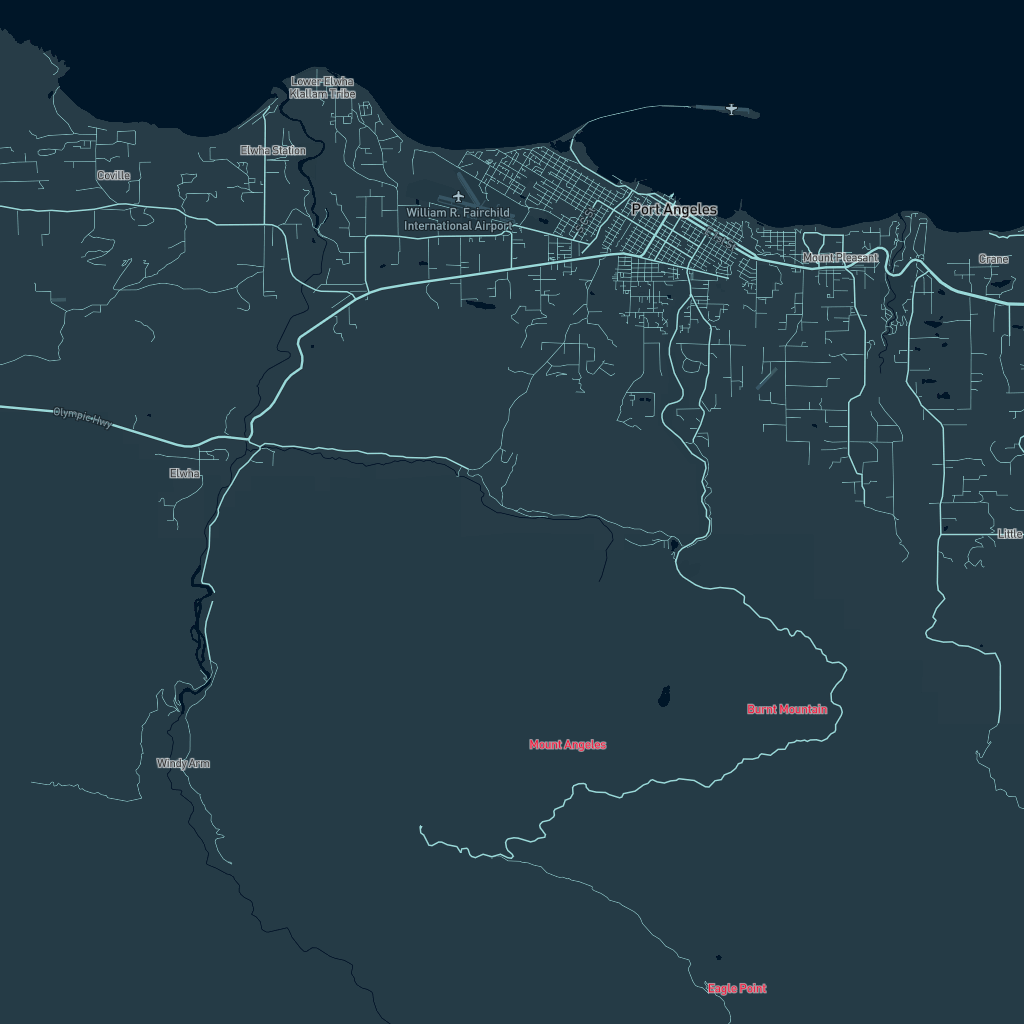 Lower Elwha
Klallam Tribe
Elwha Station
Coville
William R. Fairchild
International Airport
Port Angeles
Mount Pleasant
Grane
Olympic Hwy
Elwha
Little
Burnt Mountain
Mount Angeles
Windy Arm
Eagle Point